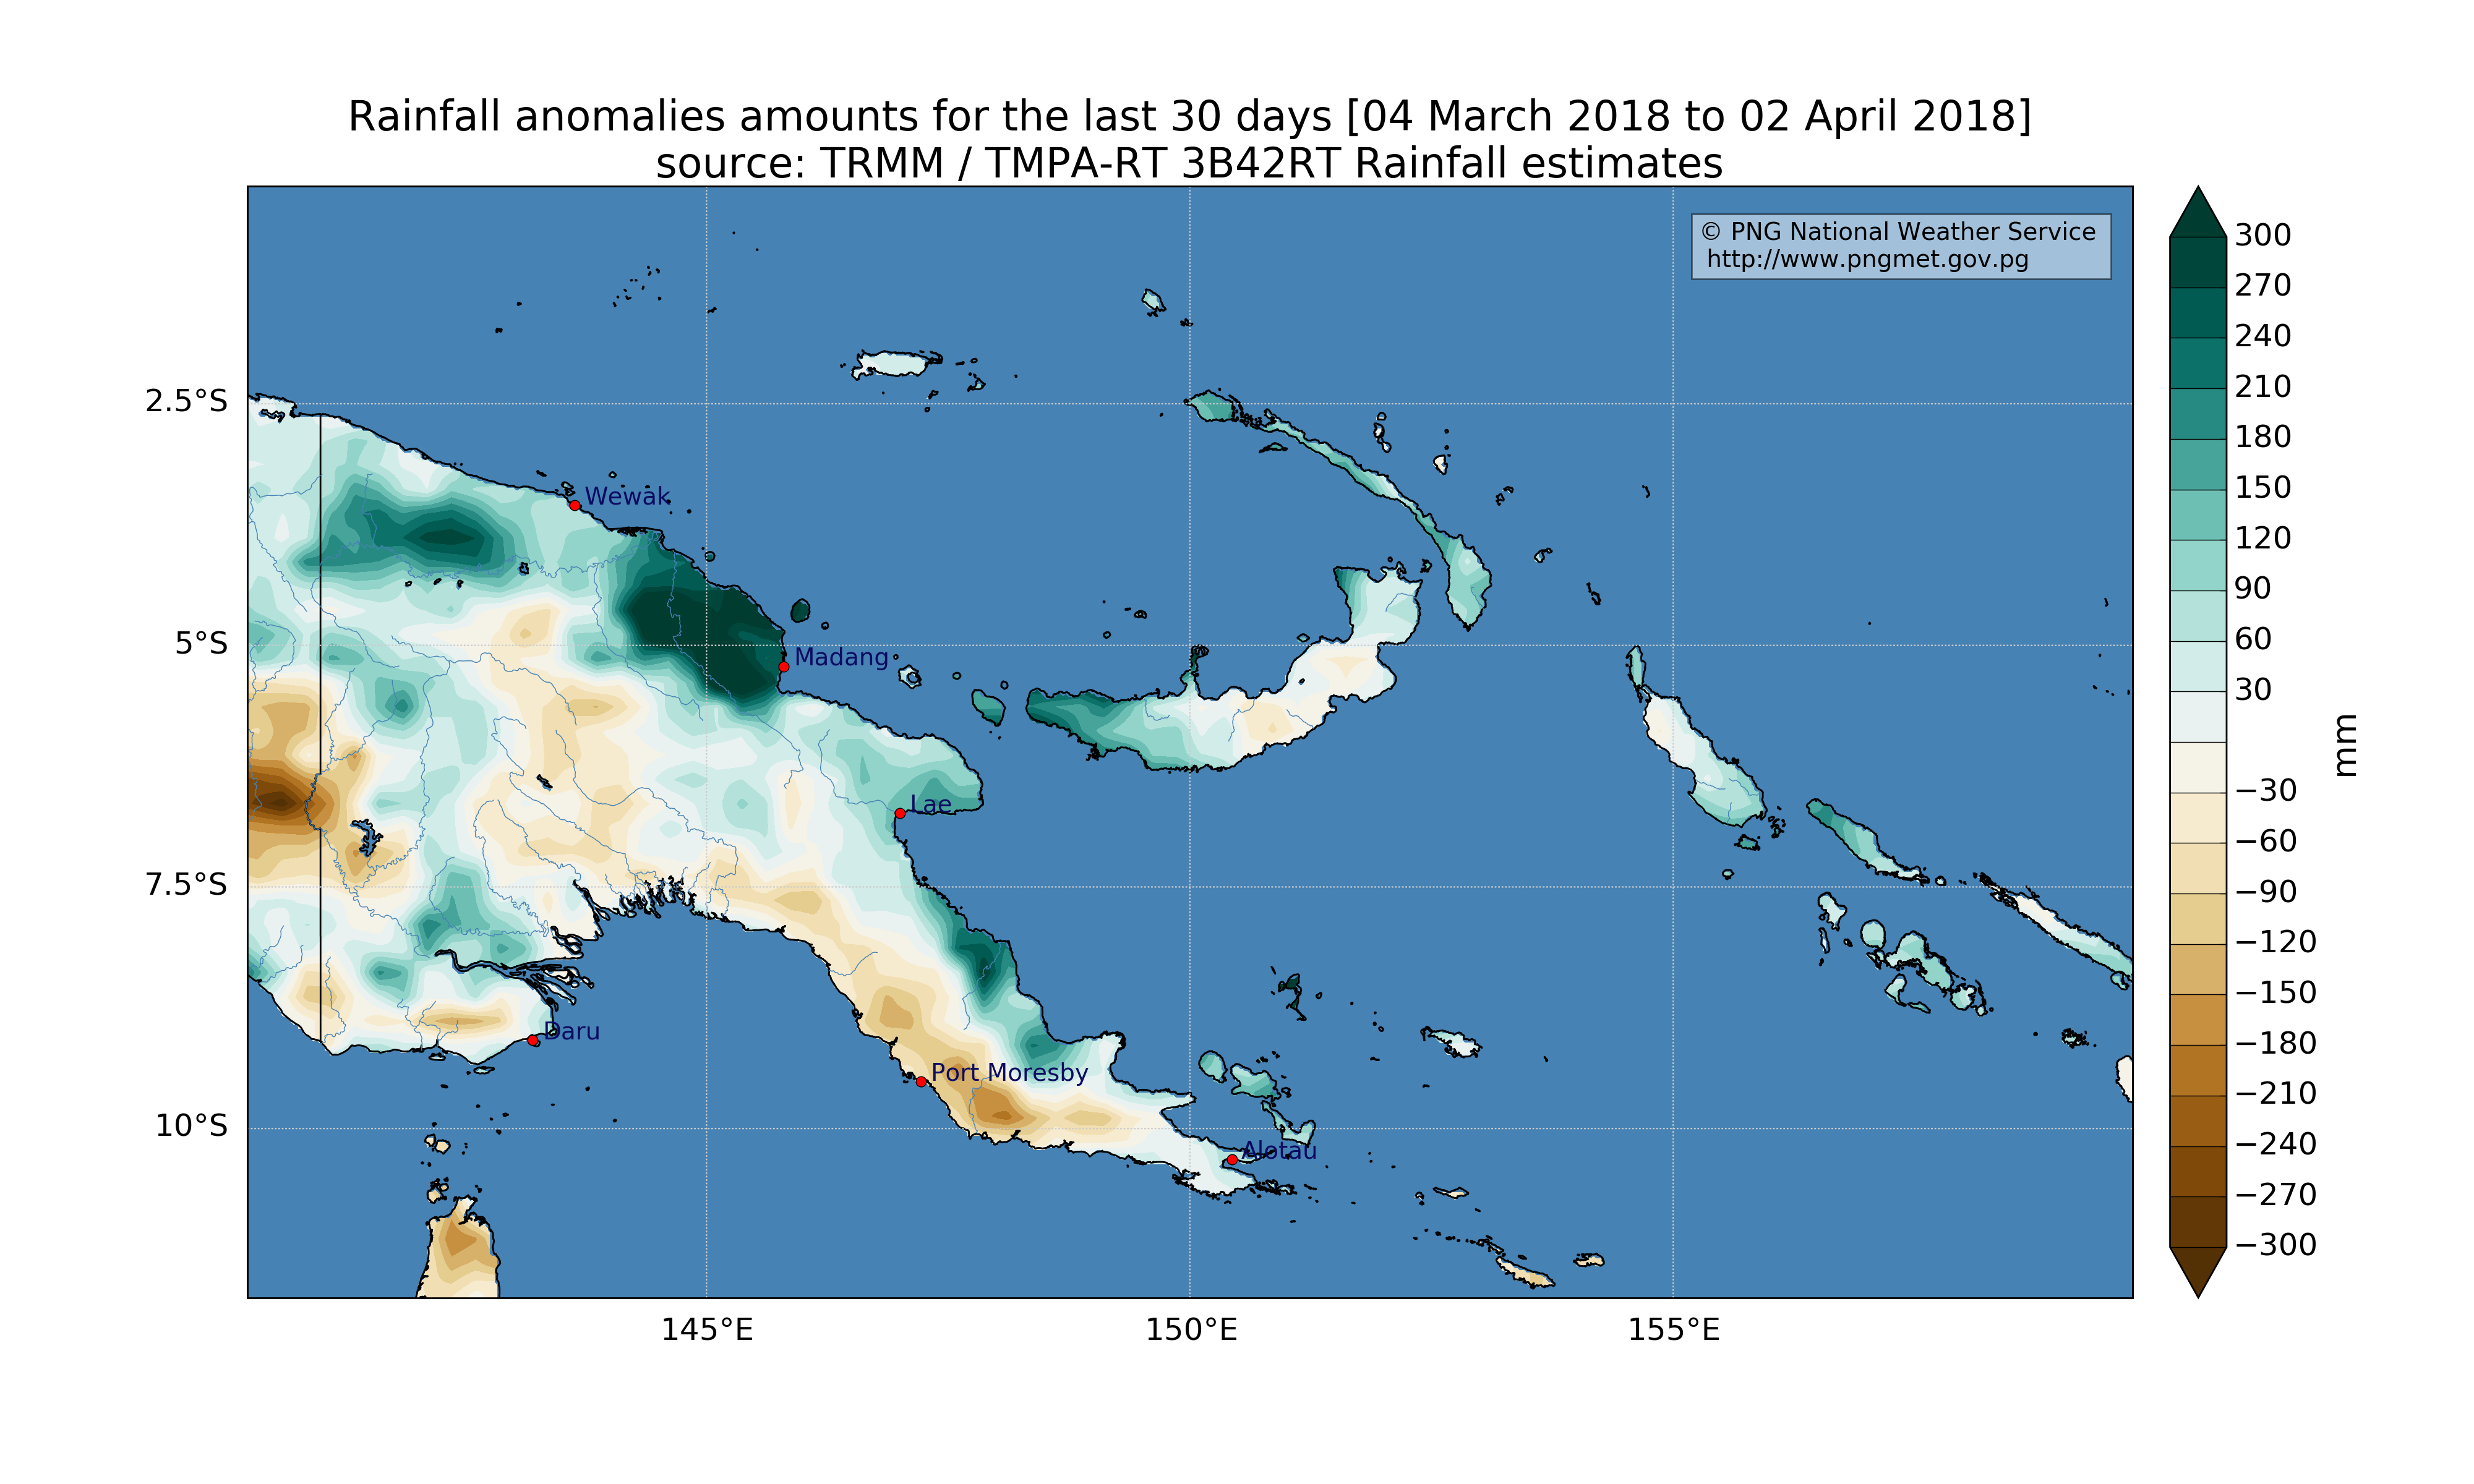 Rainfall anomalies amounts for the last 30 days [04 March 2018 to 02 April 2018]
source: TRMM / TMPA-RT 3B42RT Rainfall estimates
© PNG National Weather Service
http://www.pngmet.gov.pg
2.5°S
5°S
7.5°S
10°S
145°E
150°E
155°E
Wewak
Madang
Lae
Daru
Port Moresby
Alotau
300
270
240
210
180
150
120
90
60
30
−30
−60
−90
−120
−150
−180
−210
−240
−270
−300
mm